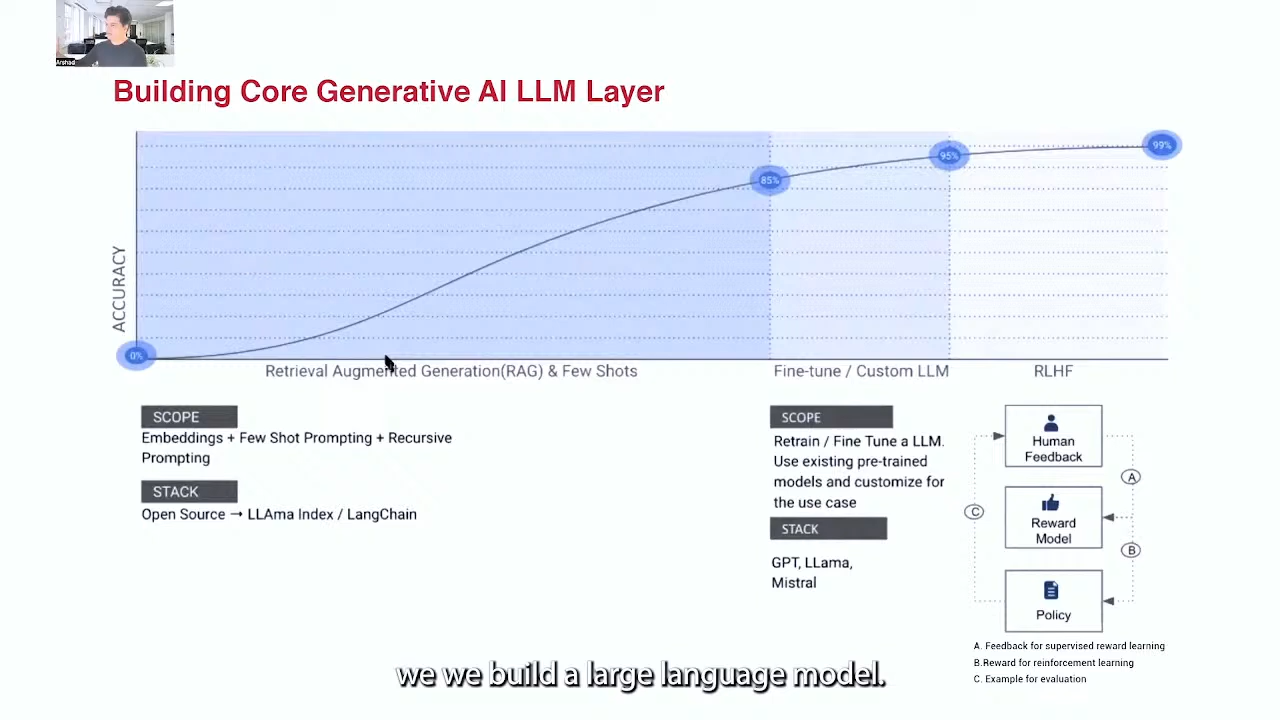 Arshad
Building Core Generative AI LLM Layer
ACCURACY
0%
85%
95%
99%
Retrieval Augmented Generation(RAG) & Few Shots
Fine-tune / Custom LLM
RLHF
SCOPE
Embeddings + Few Shot Prompting + Recursive
Prompting
STACK
Open Source → LLAma Index / LangChain
SCOPE
Retrain / Fine Tune a LLM.
Use existing pre-trained
models and customize for
the use case
STACK
GPT, LLama,
Mistral
Human
Feedback
A
Reward
Model
C
B
Policy
A. Feedback for supervised reward learning
B.Reward for reinforcement learning
C. Example for evaluation
we we build a large language model.